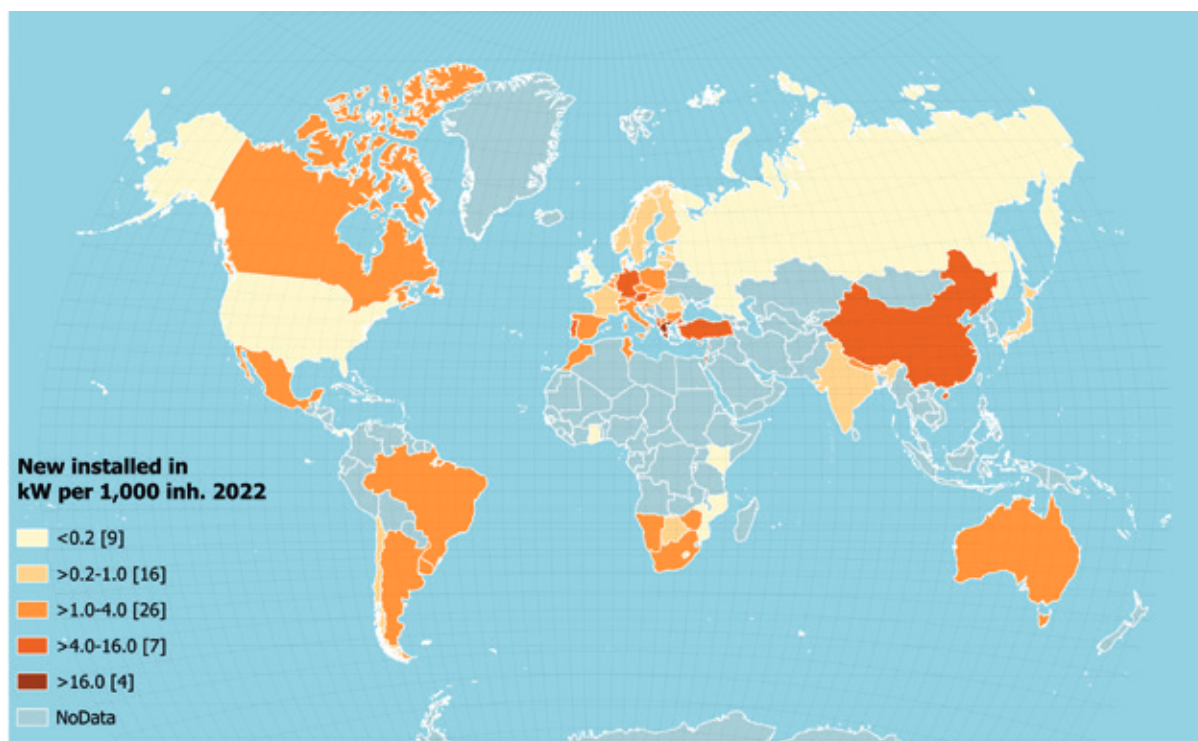 New installed in
kW per 1,000 inh. 2022
<0.2 [9]
>0.2-1.0 [16]
>1.0-4.0 [26]
>4.0-16.0 [7]
>16.0 [4]
NoData